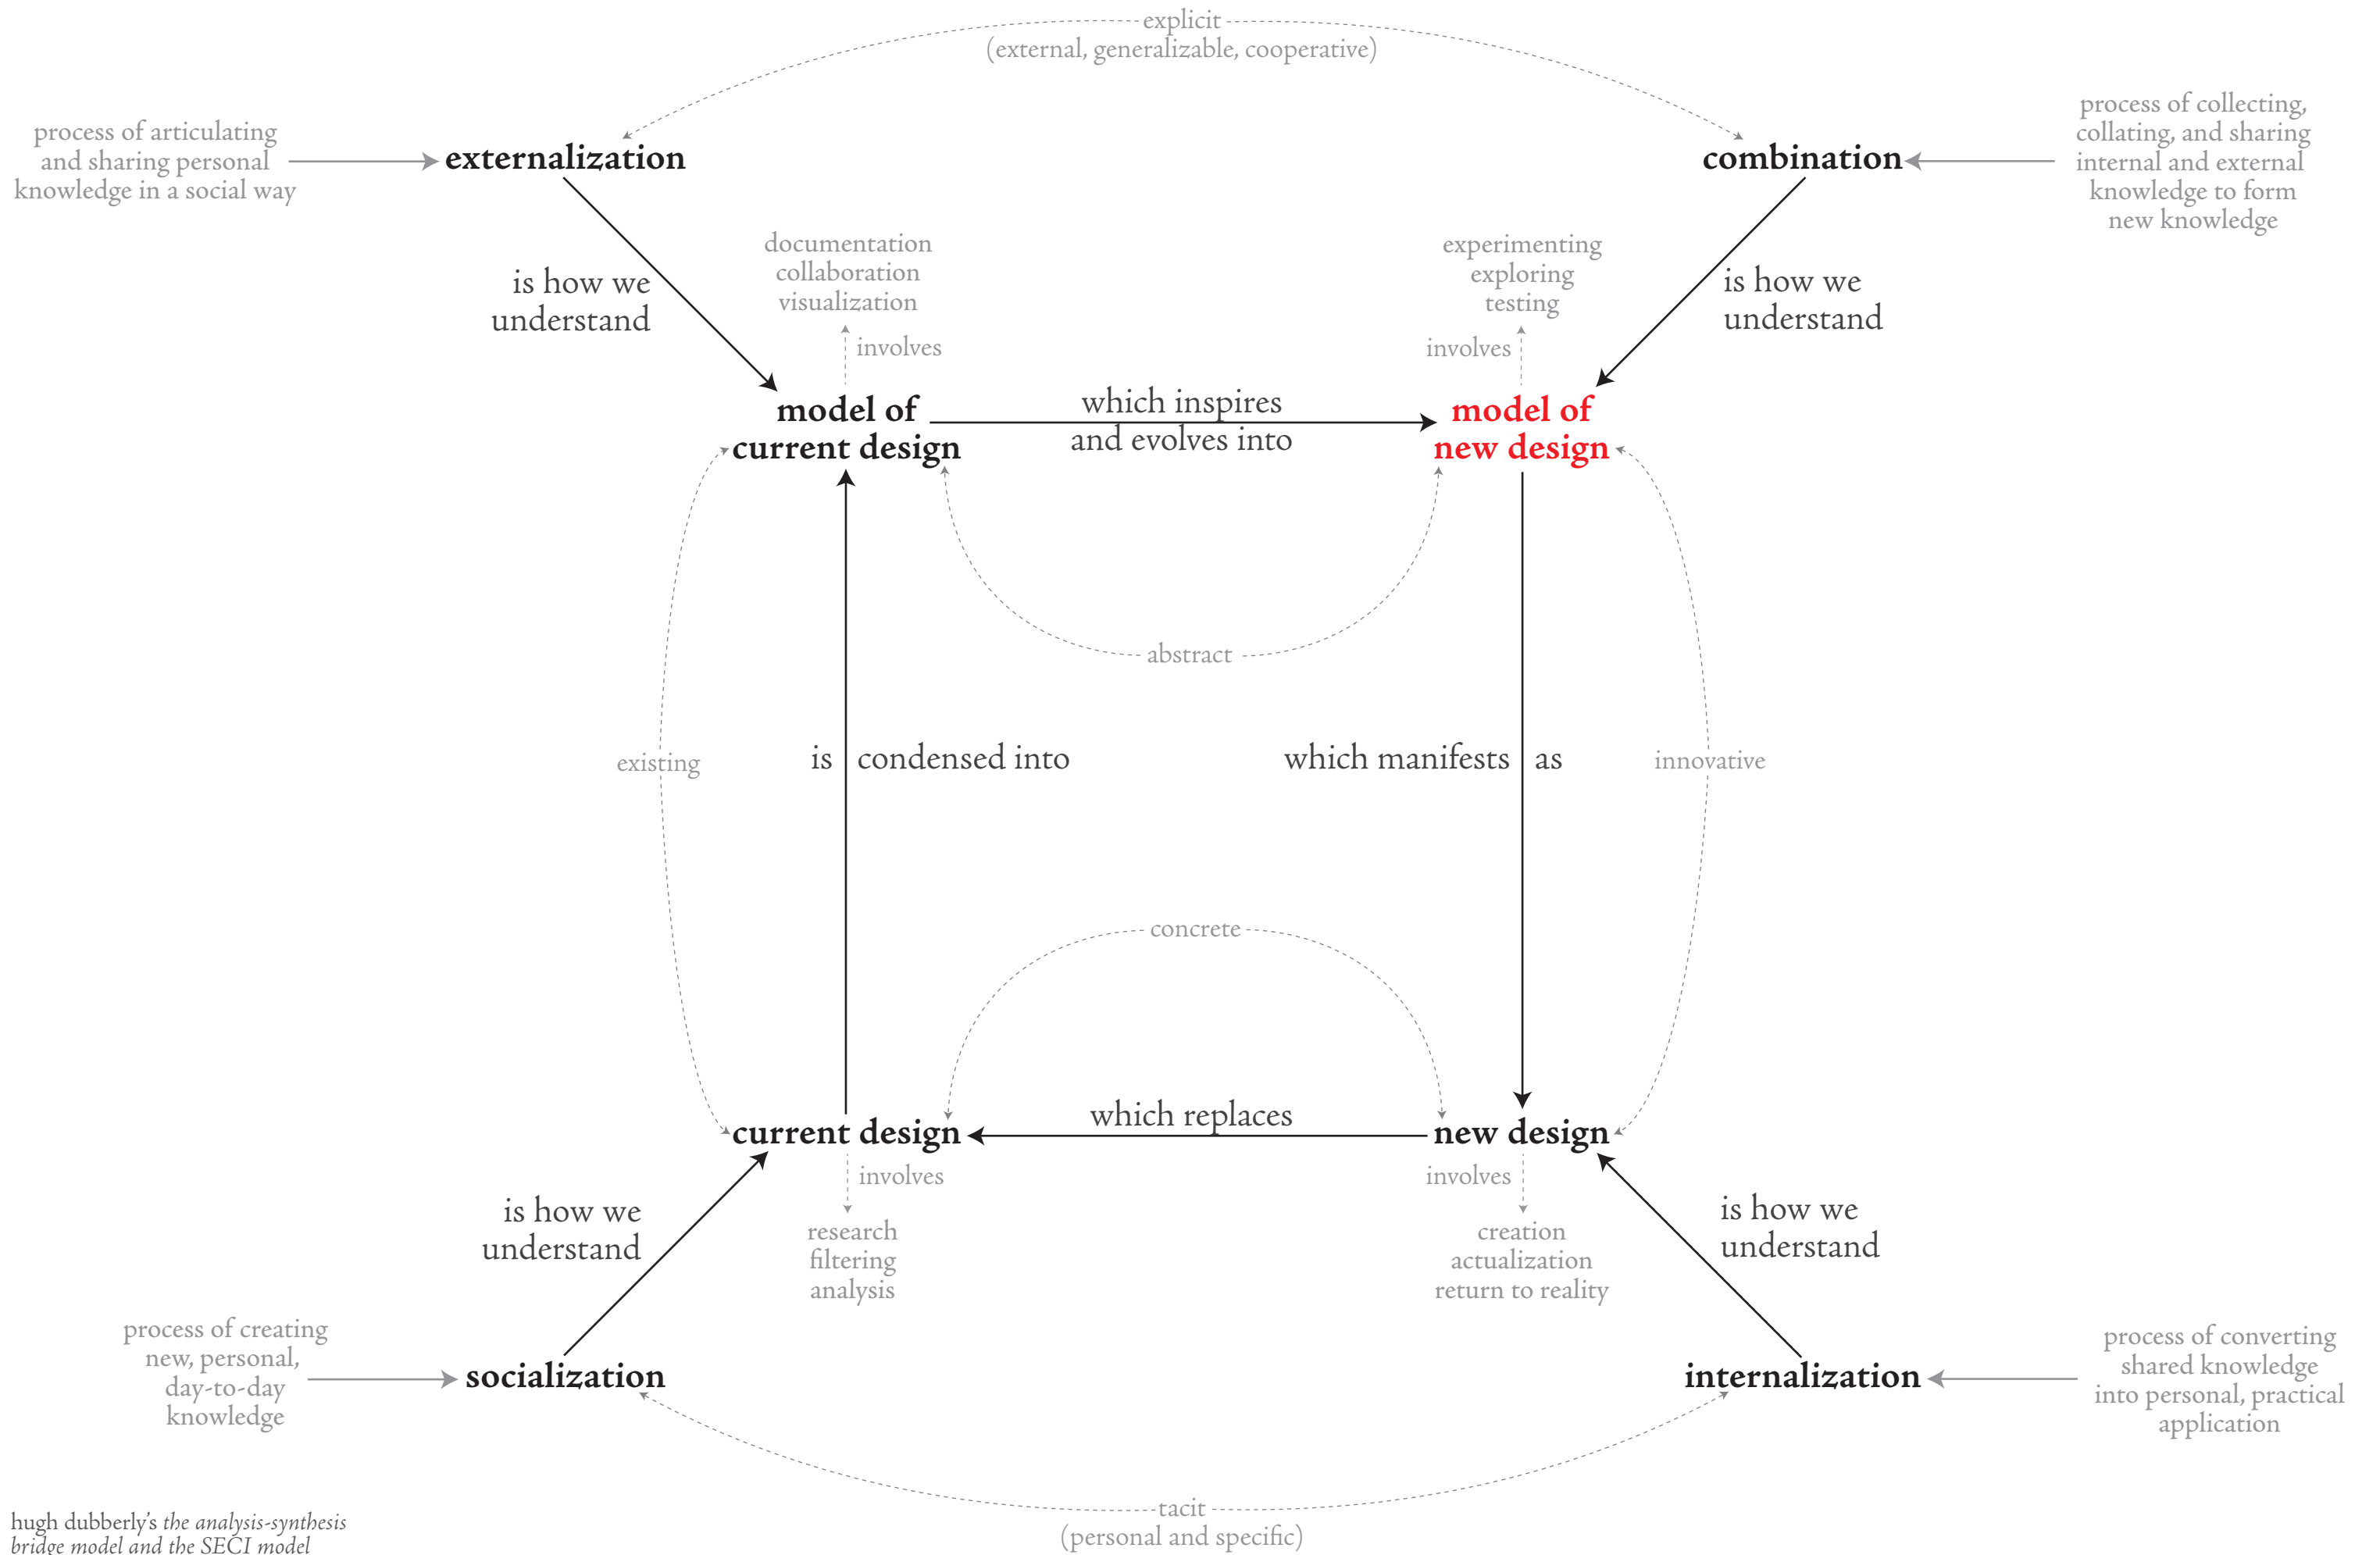 explicit
(external, generalizable, cooperative)
process of articulating
and sharing personal
knowledge in a social way
externalization
combination
process of collecting,
collating, and sharing
internal and external
knowledge to form
new knowledge
is how we
understand
documentation
collaboration
visualization
involves
experimenting
exploring
testing
involves
is how we
understand
model of
current design
which inspires
and evolves into
model of
new design
abstract
existing
is condensed into
which manifests as
innovative
concrete
current design
which replaces
new design
is how we
understand
involves
research
filtering
analysis
involves
creation
actualization
return to reality
is how we
understand
process of creating
new, personal,
day-to-day
knowledge
socialization
internalization
process of converting
shared knowledge
into personal, practical
application
tacit
(personal and specific)
hugh dubberly's the analysis-synthesis
bridge model and the SECI model